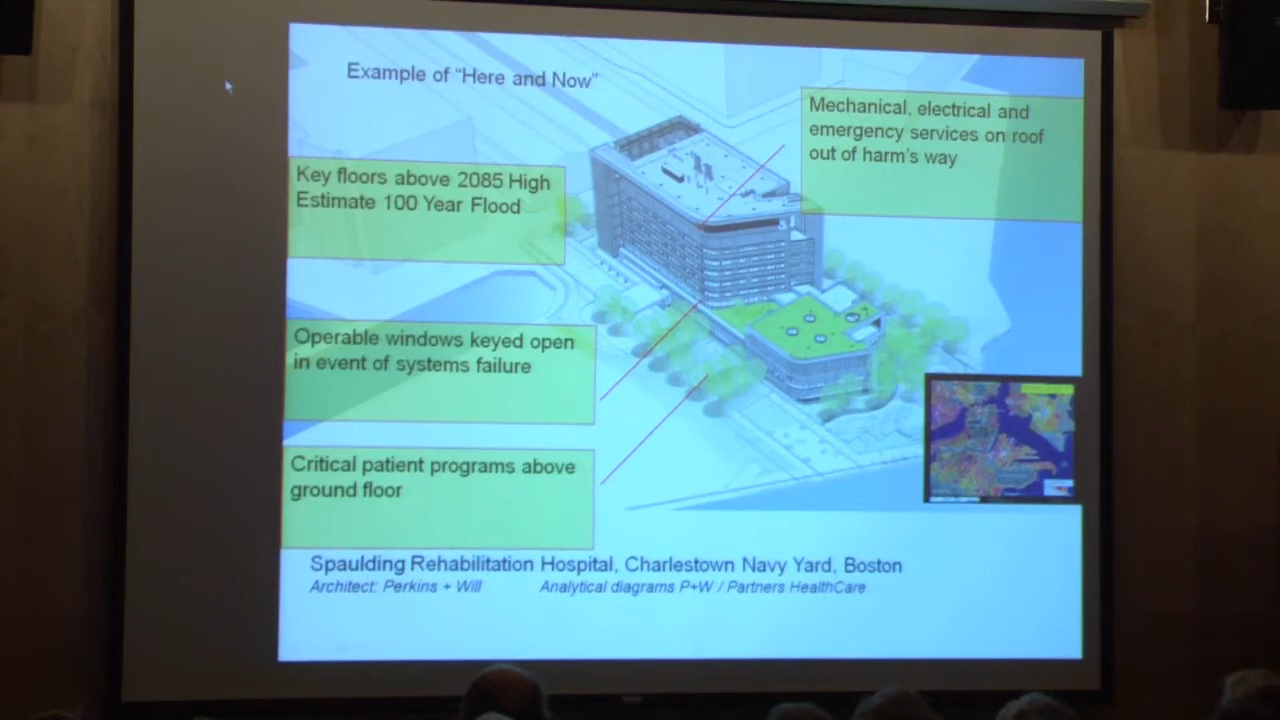 Example of “Here and Now”
Mechanical, electrical and
emergency services on roof
out of harm’s way
Key floors above 2085 High
Estimate 100 Year Flood
Operable windows keyed open
in event of systems failure
Critical patient programs above
ground floor
Spaulding Rehabilitation Hospital, Charlestown Navy Yard, Boston
Architect: Perkins + Will Analytical diagrams P+W / Partners HealthCare